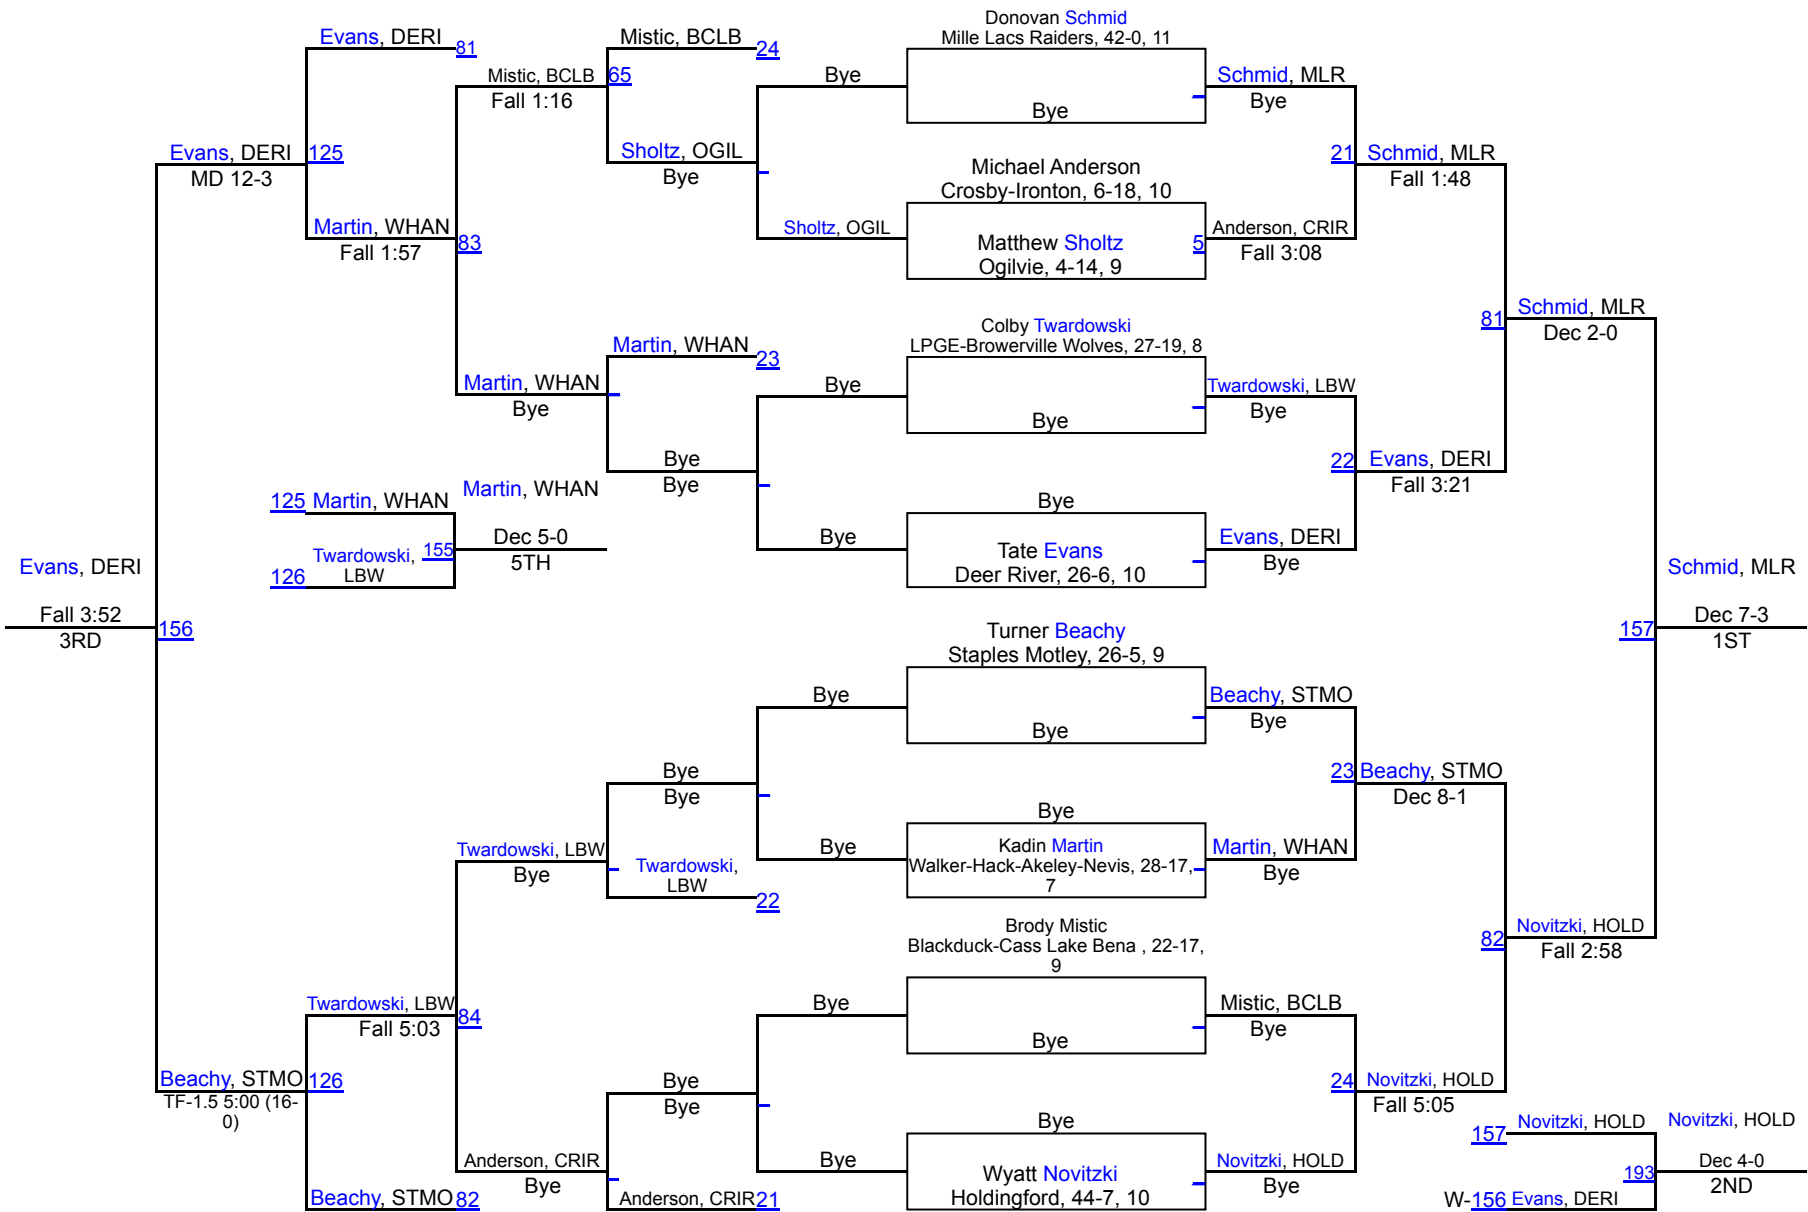 Donovan Schmid
Mille Lacs Raiders, 42-0, 11
Evans, DERI
81
Mistic, BCLB
24
Mistic, BCLB
65
Fall 1:16
Bye
Bye
Schmid, MLR
Bye
Evans, DERI
125
MD 12-3
Sholtz, OGIL
Bye
Michael Anderson
Crosby-Ironton, 6-18, 10
21
Schmid, MLR
Fall 1:48
Martin, WHAN
Fall 1:57
83
Sholtz, OGIL
Matthew Sholtz
Ogilvie, 4-14, 9
5
Anderson, CRIR
Fall 3:08
Schmid, MLR
81
Dec 2-0
Colby Twardowski
LPGE-Browerville Wolves, 27-19, 8
Martin, WHAN
23
Martin, WHAN
Bye
Bye
Bye
Twardowski, LBW
Bye
Bye
Bye
22
Evans, DERI
Fall 3:21
125
Martin, WHAN
Martin, WHAN
Bye
Dec 5-0
5TH
Twardowski,
LBW
155
126
Bye
Tate Evans
Deer River, 26-6, 10
Evans, DERI
Bye
Evans, DERI
Fall 3:52
3RD
156
Schmid, MLR
157
Dec 7-3
1ST
Turner Beachy
Staples Motley, 26-5, 9
Bye
Bye
Beachy, STMO
Bye
Bye
Bye
23
Beachy, STMO
Dec 8-1
Bye
Twardowski, LBW
Bye
Twardowski,
LBW
22
Bye
Kadin Martin
Walker-Hack-Akeley-Nevis, 28-17,
7
Martin, WHAN
Bye
Brody Mistic
Blackduck-Cass Lake Bena , 22-17,
9
Novitzki, HOLD
82
Fall 2:58
Twardowski, LBW
Fall 5:03
84
Bye
Bye
Mistic, BCLB
Bye
Beachy, STMO
126
TF-1.5 5:00 (16-
0)
Bye
Bye
24
Novitzki, HOLD
Fall 5:05
Bye
157
Novitzki, HOLD
Novitzki, HOLD
Anderson, CRIR
Bye
Bye
Wyatt Novitzki
Holdingford, 44-7, 10
Novitzki, HOLD
Bye
193
Dec 4-0
2ND
Beachy, STMO
82
Anderson, CRIR
21
W-156
Evans, DERI